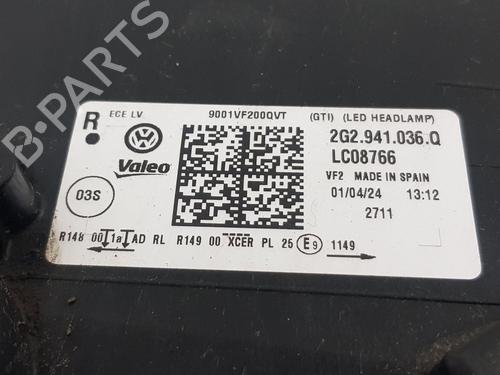 R ECE LV 9001VF200QVT (GTI) (LED HEADLAMP)
2G2.941.036.Q
Valeo LC08766
VF2 MADE IN SPAIN
03S 01/04/24 13:12
2711
R148 00 1a AD RL R149 00 XCER PL 25 E9 1149